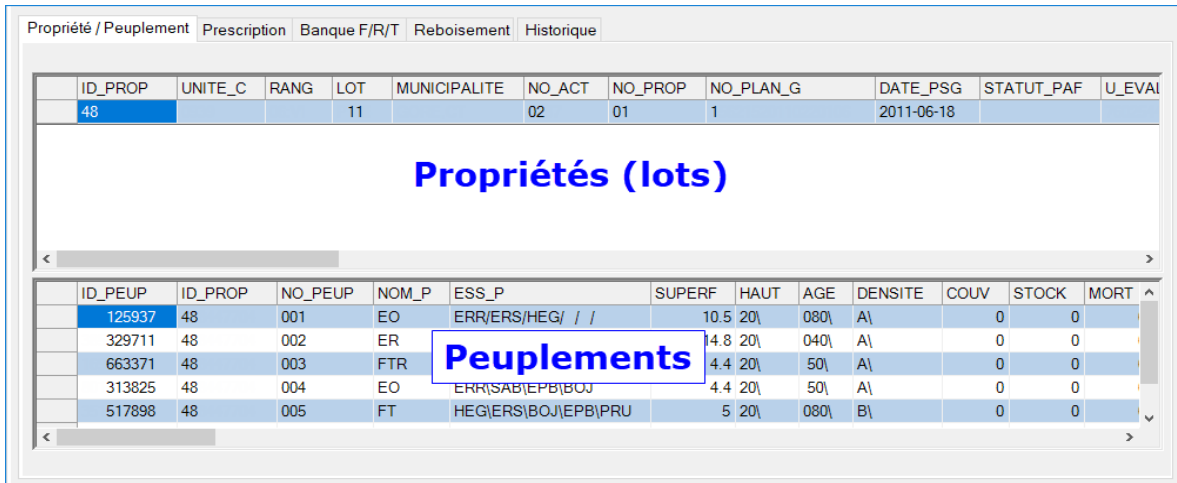 Propriété / Peuplement Prescription Banque F/R/T Reboisement Historique
ID_PROP UNITE_C RANG LOT MUNICIPALITE NO_ACT NO_PROP NO_PLAN_G DATE_PSG STATUT_PAF U_EVAL
48 11 02 01 1 2011-06-18
Propriétés (lots)
ID_PEUP ID_PROP NO_PEUP NOM_P ESS_P SUPERF HAUT AGE DENSITE COUV STOCK MORT
125937 48 001 EO ERR/ERS/HEG/ / / 10.5 20\ 080\ A\ 0 0
329711 48 002 ER 14.8 20\ 040\ A\ 0 0
Peuplements
663371 48 003 FTR 4.4 20\ 50\ A\ 0 0
313825 48 004 EO ERR\SAB\EPB\BOJ 4.4 20\ 50\ A\ 0 0
517898 48 005 FT HEG\ERS\BOJ\EPB\PRU 5 20\ 080\ B\ 0 0